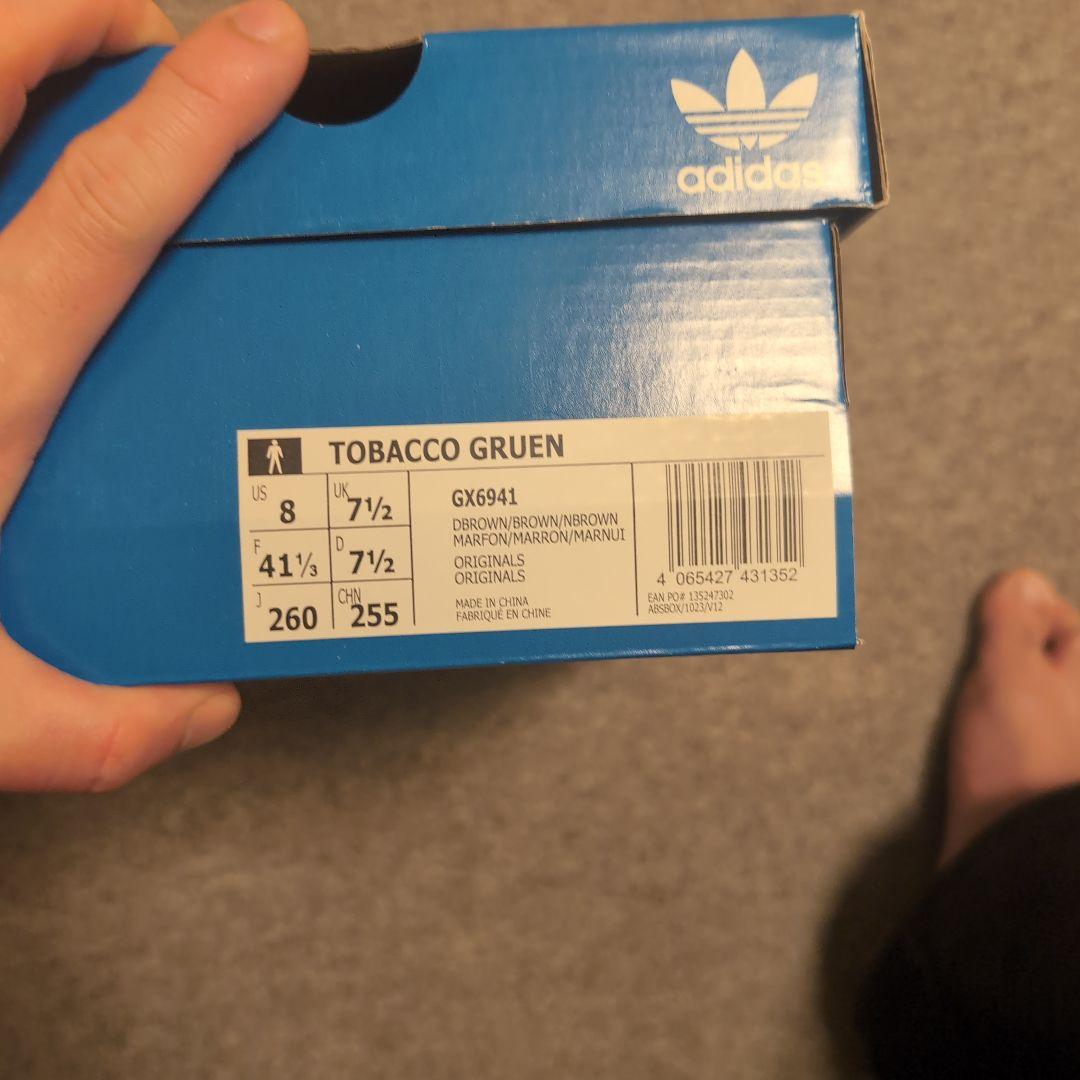 adidas
TOBACCO GRUEN
US 8
UK 7½
F 41⅓
D 7½
J 260
CHN 255
GX6941
DBROWN/BROWN/NBROWN
MARFON/MARRON/MARNUI
ORIGINALS
ORIGINALS
MADE IN CHINA
FABRIQUÉ EN CHINE
4 065427 431352
EAN PO# 135247302
ABSBOX/1023/V12